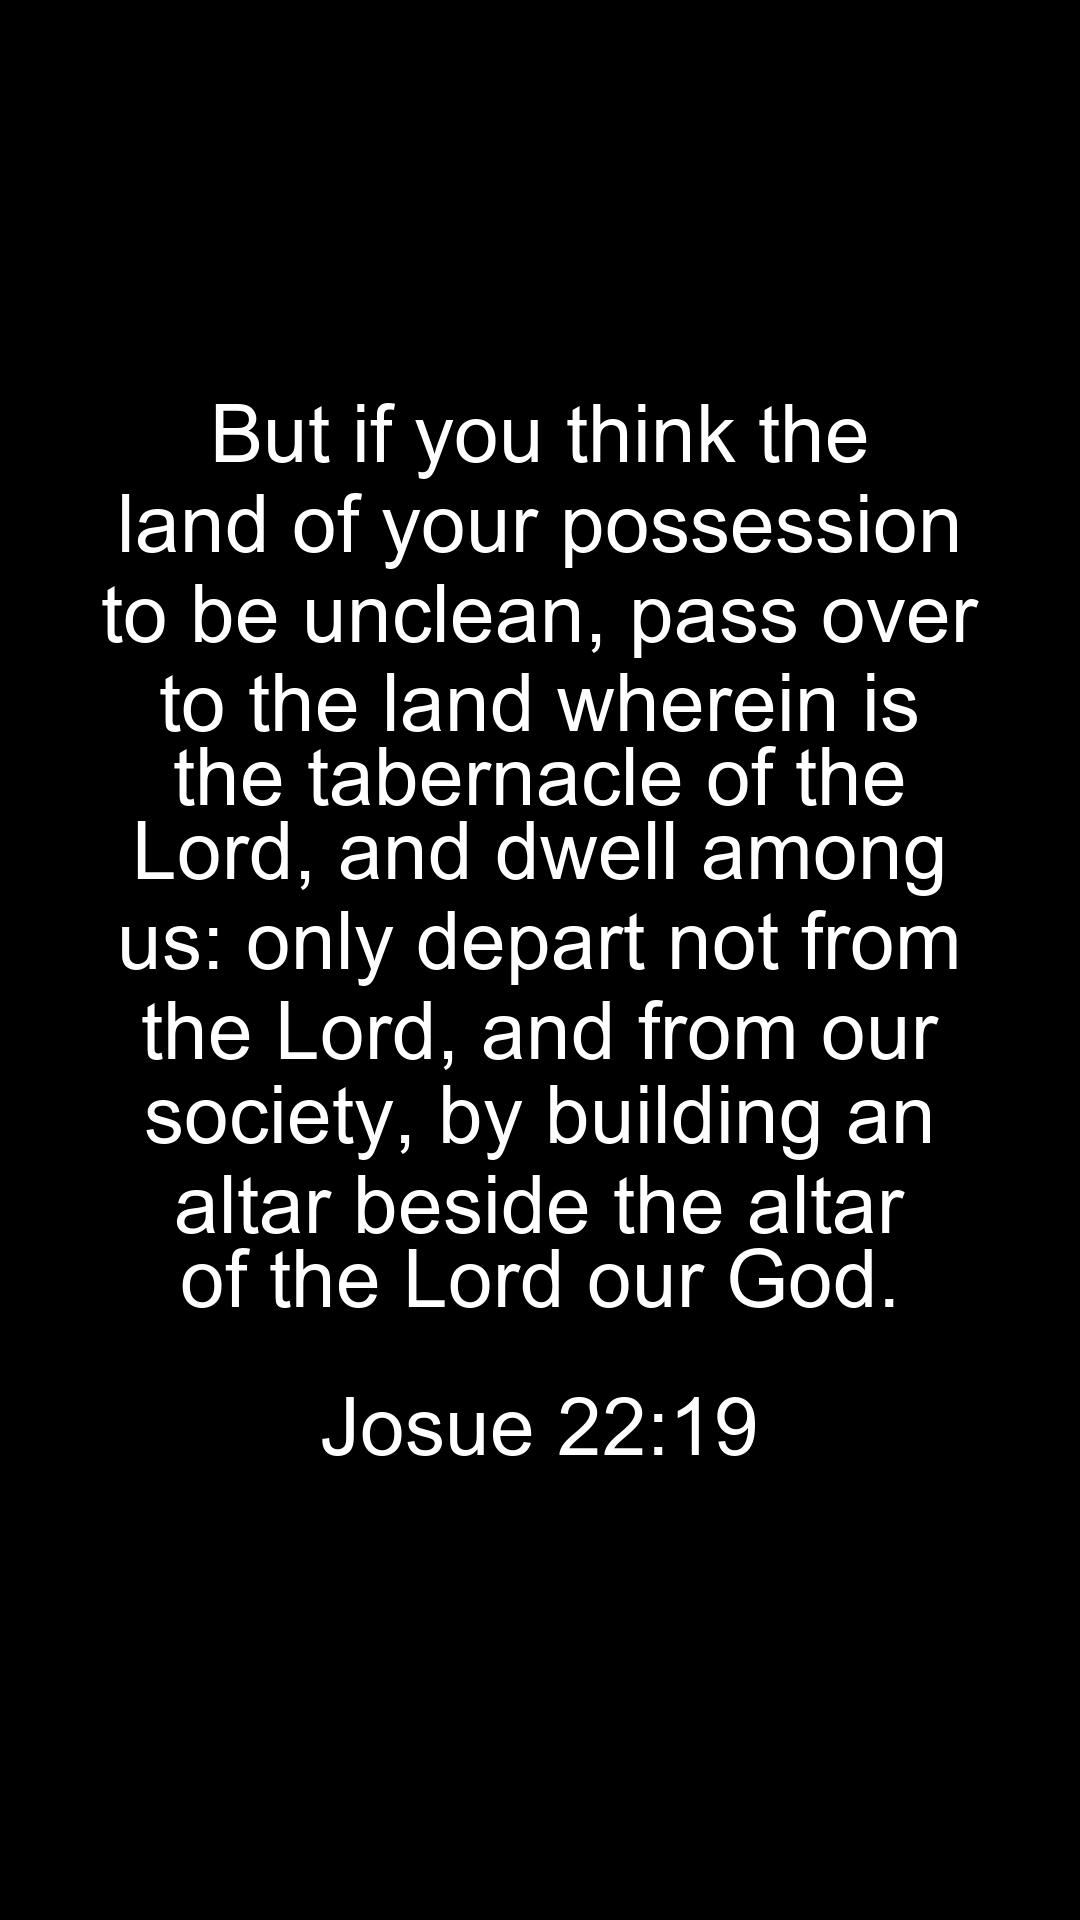 But if you think the
land of your possession
to be unclean, pass over
to the land wherein is
the tabernacle of the
Lord, and dwell among
us: only depart not from
the Lord, and from our
society, by building an
altar beside the altar
of the Lord our God.
Josue 22:19